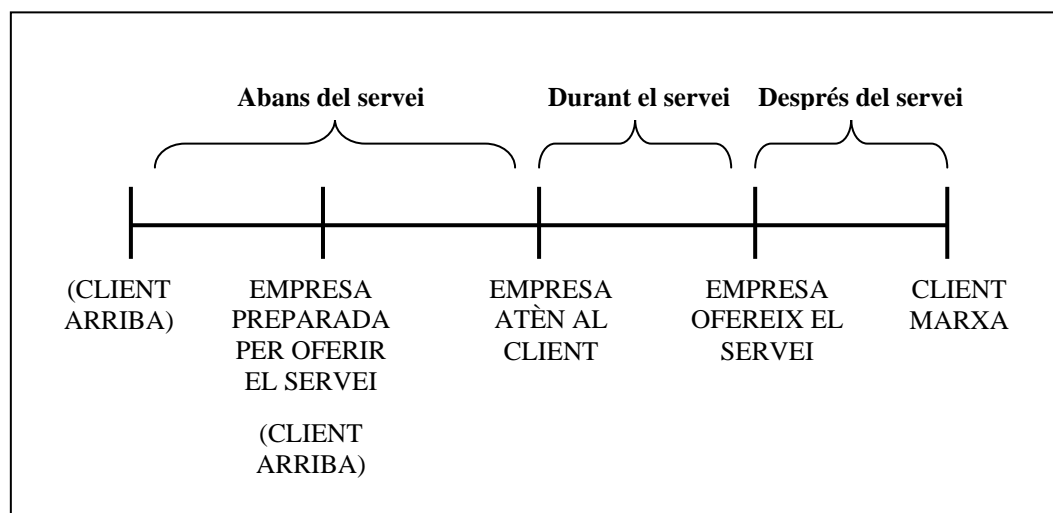 Abans del servei
Durant el servei
Després del servei
(CLIENT
ARRIBA)
EMPRESA
PREPARADA
PER OFERIR
EL SERVEI
(CLIENT
ARRIBA)
EMPRESA
ATÈN AL
CLIENT
EMPRESA
OFEREIX EL
SERVEI
CLIENT
MARXA